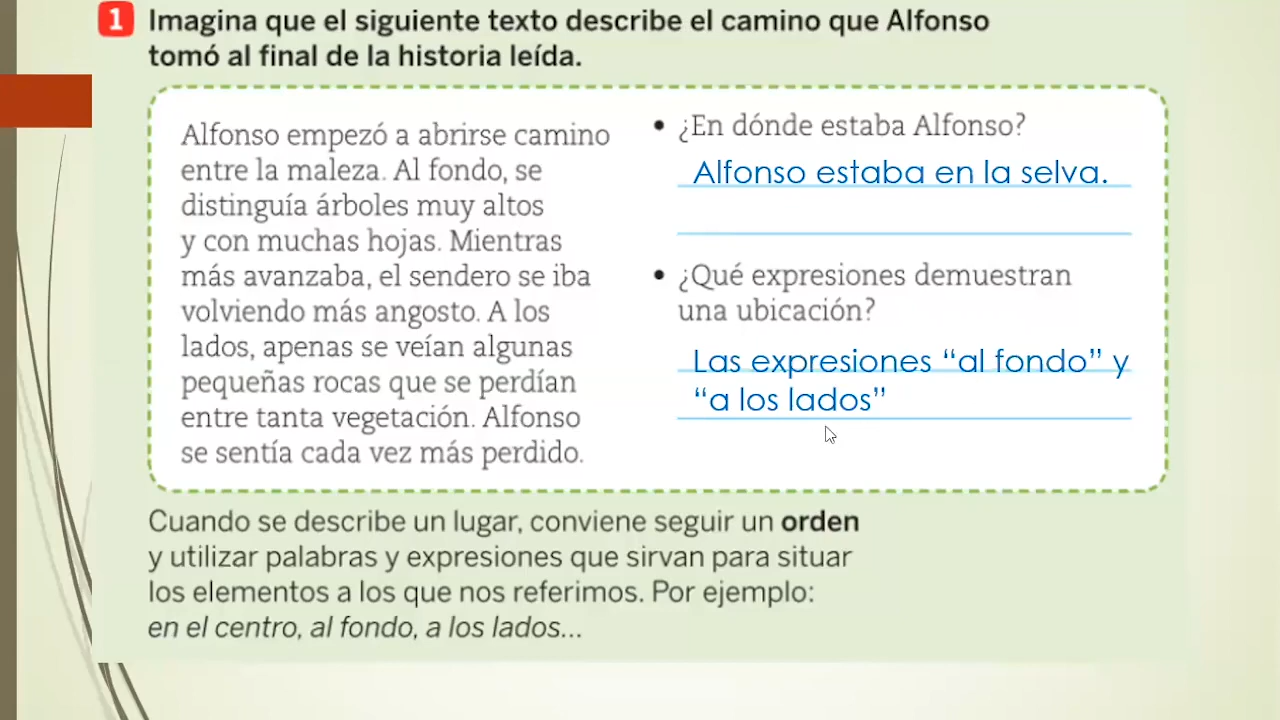 1 Imagina que el siguiente texto describe el camino que Alfonso
tomó al final de la historia leída.
Alfonso empezó a abrirse camino
entre la maleza. Al fondo, se
distinguía árboles muy altos
y con muchas hojas. Mientras
más avanzaba, el sendero se iba
volviendo más angosto. A los
lados, apenas se veían algunas
pequeñas rocas que se perdían
entre tanta vegetación. Alfonso
se sentía cada vez más perdido.
• ¿En dónde estaba Alfonso?
Alfonso estaba en la selva.
• ¿Qué expresiones demuestran
una ubicación?
Las expresiones “al fondo” y
“a los lados”
Cuando se describe un lugar, conviene seguir un orden
y utilizar palabras y expresiones que sirvan para situar
los elementos a los que nos referimos. Por ejemplo:
en el centro, al fondo, a los lados...